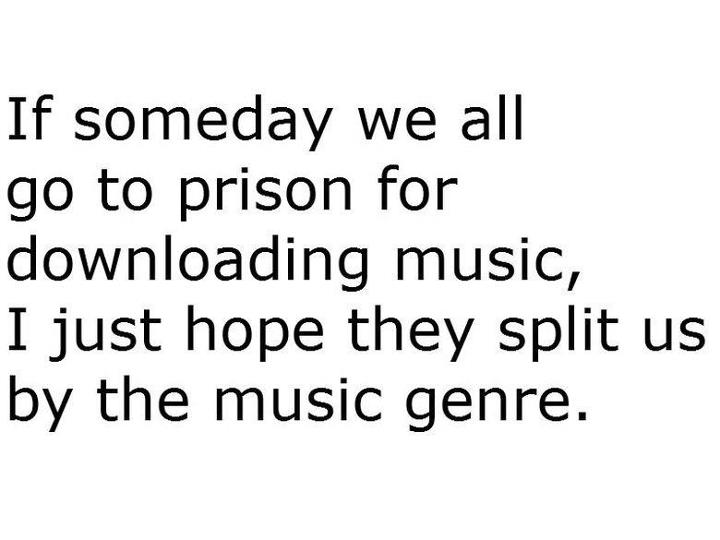 If someday we all
go to prison for
downloading music,
I just hope they split us
by the music genre.